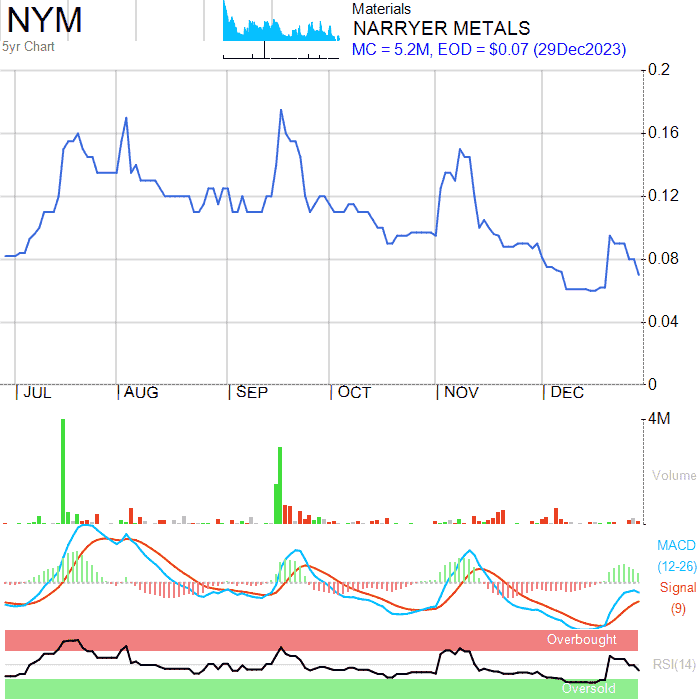 NYM
5yr Chart
Materials
NARRYER METALS
MC = 5.2M, EOD = $0.07 (29Dec2023)
0.2
0.16
0.12
0.08
0.04
0
JUL AUG SEP OCT NOV DEC
4M
Volume
MACD
(12-26)
Signal
(9)
Overbought
RSI(14)
Oversold